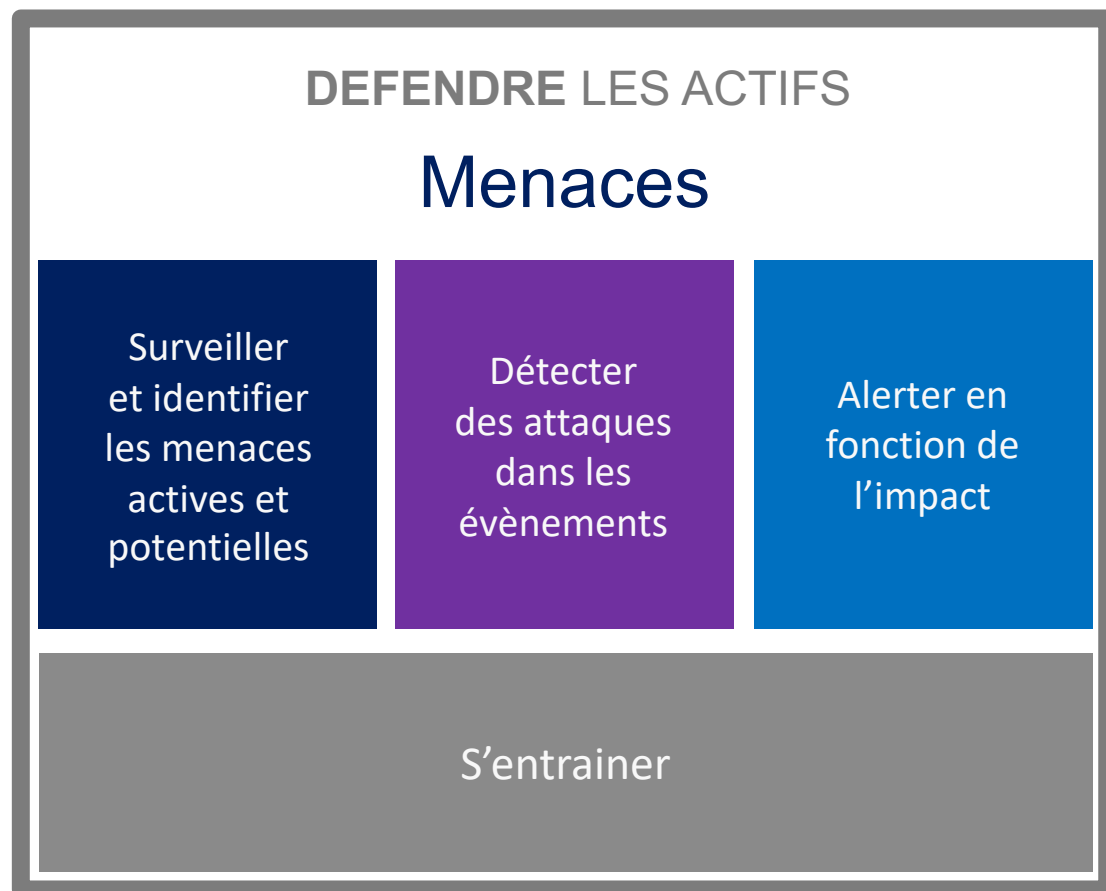 DEFENDRE LES ACTIFS
Menaces
Surveiller
et identifier
les menaces
actives et
potentielles
Détecter
des attaques
dans les
évènements
Alerter en
fonction de
l’impact
S’entrainer